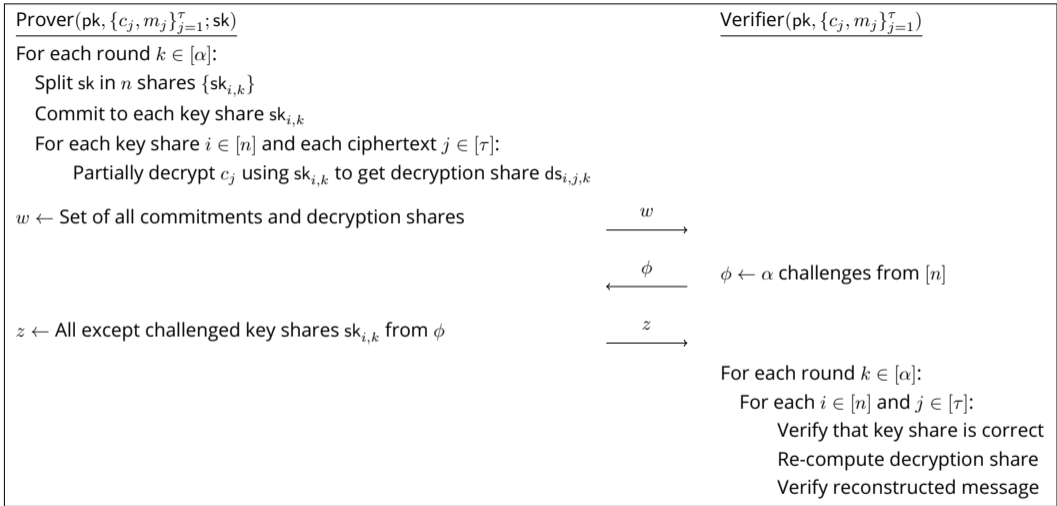 Prover(pk, {c_j, m_j}^τ_{j=1}; sk)
For each round k ∈ [α]:
Split sk in n shares {sk_{i,k}}
Commit to each key share sk_{i,k}
For each key share i ∈ [n] and each ciphertext j ∈ [τ]:
Partially decrypt c_j using sk_{i,k} to get decryption share ds_{i,j,k}
w ← Set of all commitments and decryption shares
z ← All except challenged key shares sk_{i,k} from ϕ
w
ϕ
z
Verifier(pk, {c_j, m_j}^τ_{j=1})
ϕ ← α challenges from [n]
For each round k ∈ [α]:
For each i ∈ [n] and j ∈ [τ]:
Verify that key share is correct
Re-compute decryption share
Verify reconstructed message